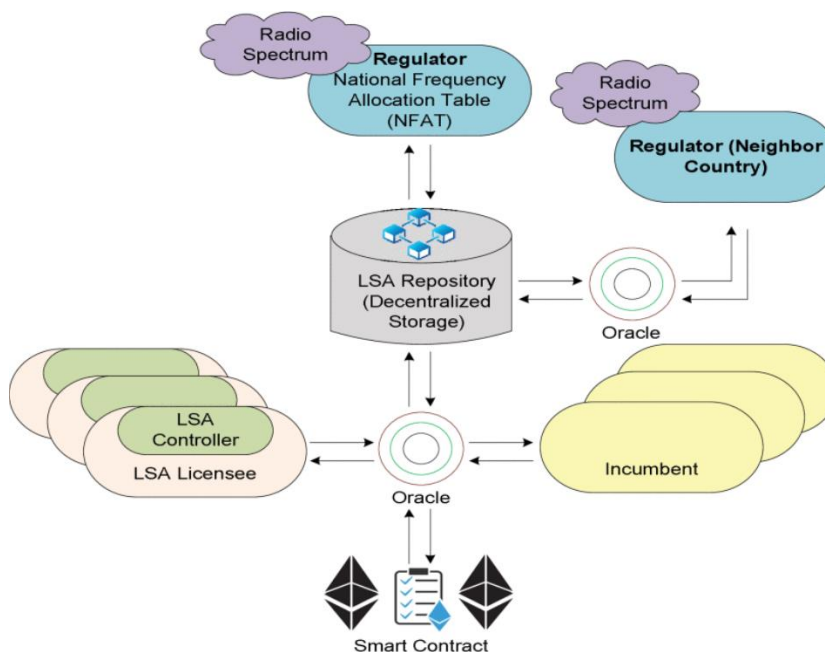 Radio
Spectrum
Regulator
National Frequency
Allocation Table
(NFAT)
Radio
Spectrum
Regulator (Neighbor
Country)
LSA Repository
(Decentralized
Storage)
Oracle
LSA
Controller
LSA Licensee
Oracle
Incumbent
Smart Contract